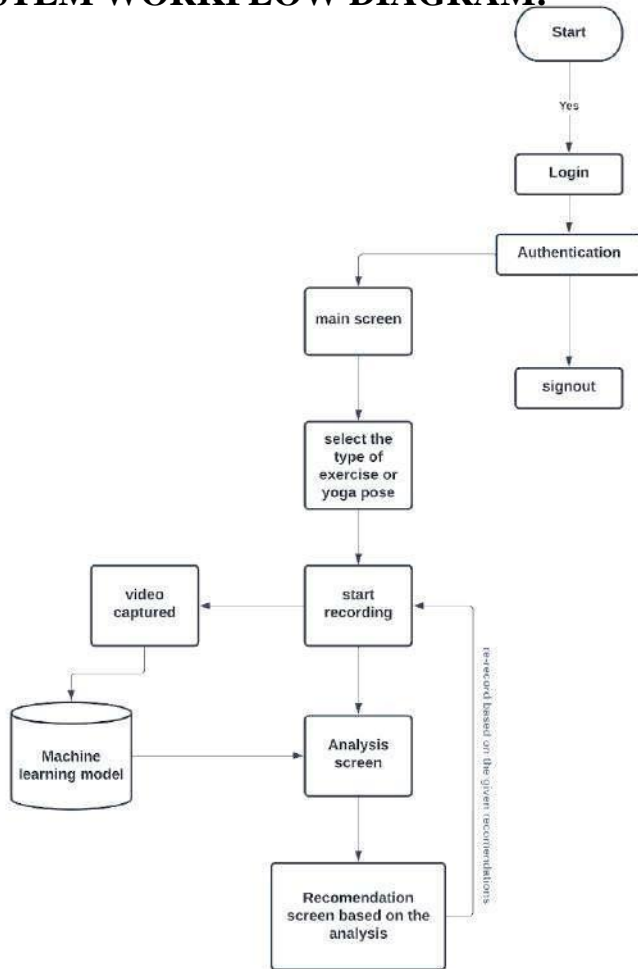 STEM WORKFLOW DIAGRAM:
Start
Yes
Login
Authentication
main screen
signout
select the
type of
exercise or
yoga pose
video
captured
start
recording
re-record based on the given recomendations
Machine
learning model
Analysis
screen
Recomendation
screen based on the
analysis